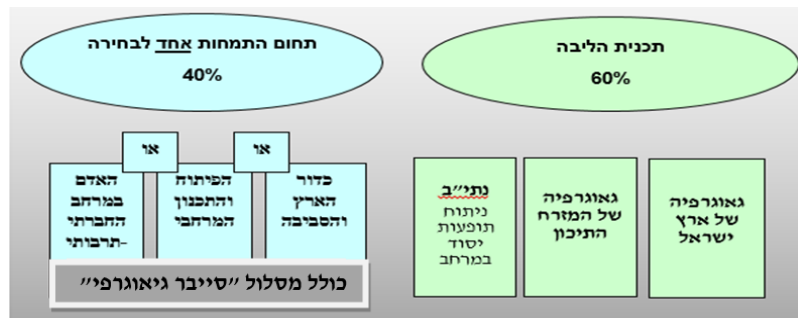 תכנית הליבה
60%
גאוגרפיה
של ארץ
ישראל
גאוגרפיה
של המזרח
התיכון
נתי״ב
ניתוח
תופעות
יסוד
במרחב
תחום התמחות אחד לבחירה
40%
או
או
כדור
הארץ
והסביבה
הפיתוח
והתכנון
המרחבי
האדם
במרחב
החברתי
-תרבותי
כולל מסלול ״סייבר גיאוגרפי״